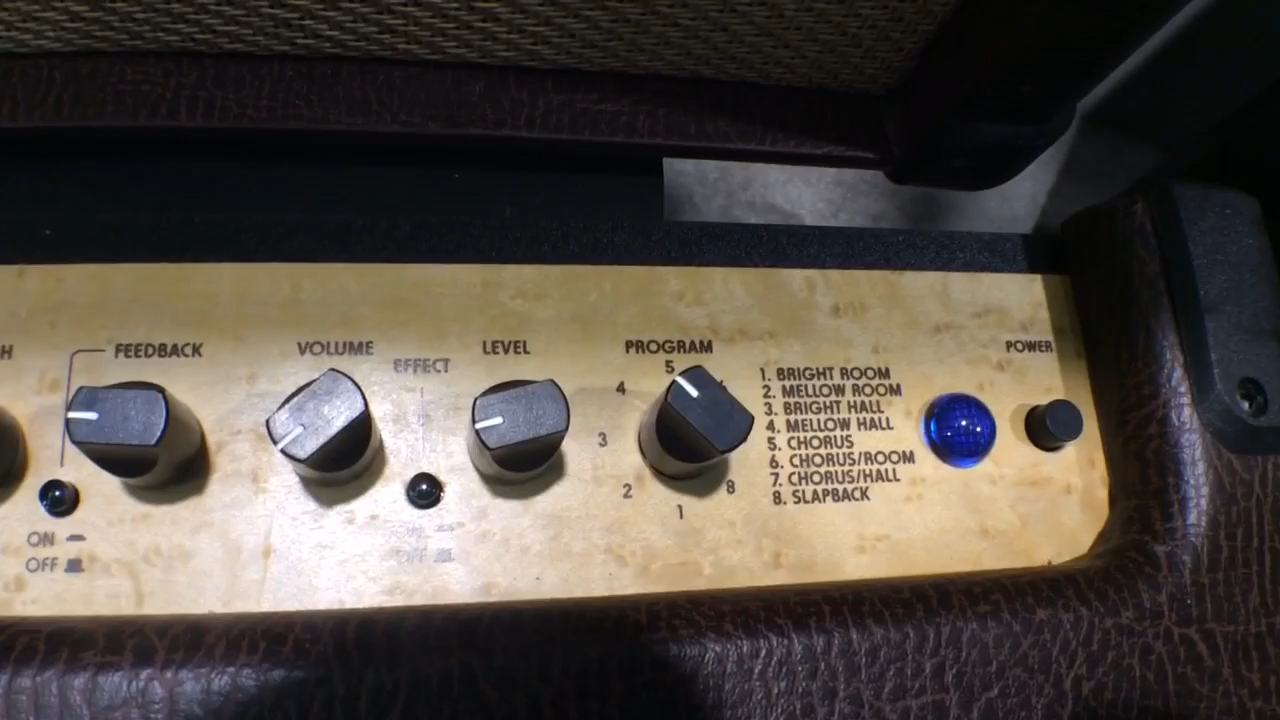 H
FEEDBACK
VOLUME
EFFECT
LEVEL
PROGRAM
5
4
3
2
1
8
1. BRIGHT ROOM
2. MELLOW ROOM
3. BRIGHT HALL
4. MELLOW HALL
5. CHORUS
6. CHORUS/ROOM
7. CHORUS/HALL
8. SLAPBACK
POWER
ON
OFF
OFF